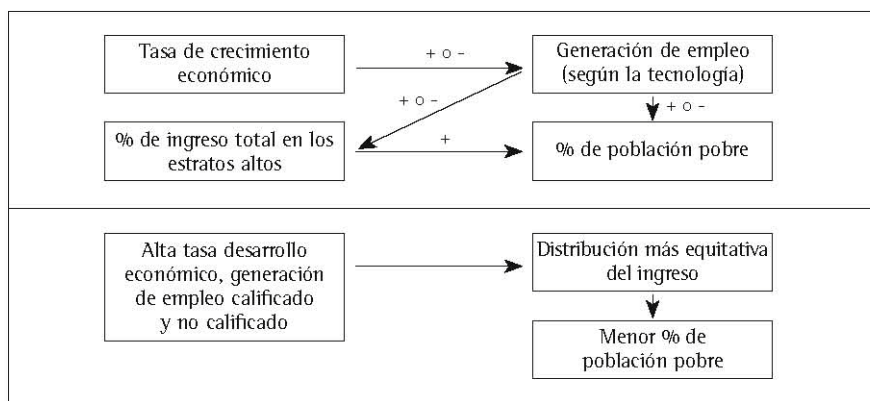 Tasa de crecimiento
económico
+ o -
Generación de empleo
(según la tecnología)
+ o -
+ o -
% de ingreso total en los
estratos altos
+
% de población pobre
Alta tasa desarrollo
económico, generación
de empleo calificado
y no calificado
Distribución más equitativa
del ingreso
Menor % de
población pobre